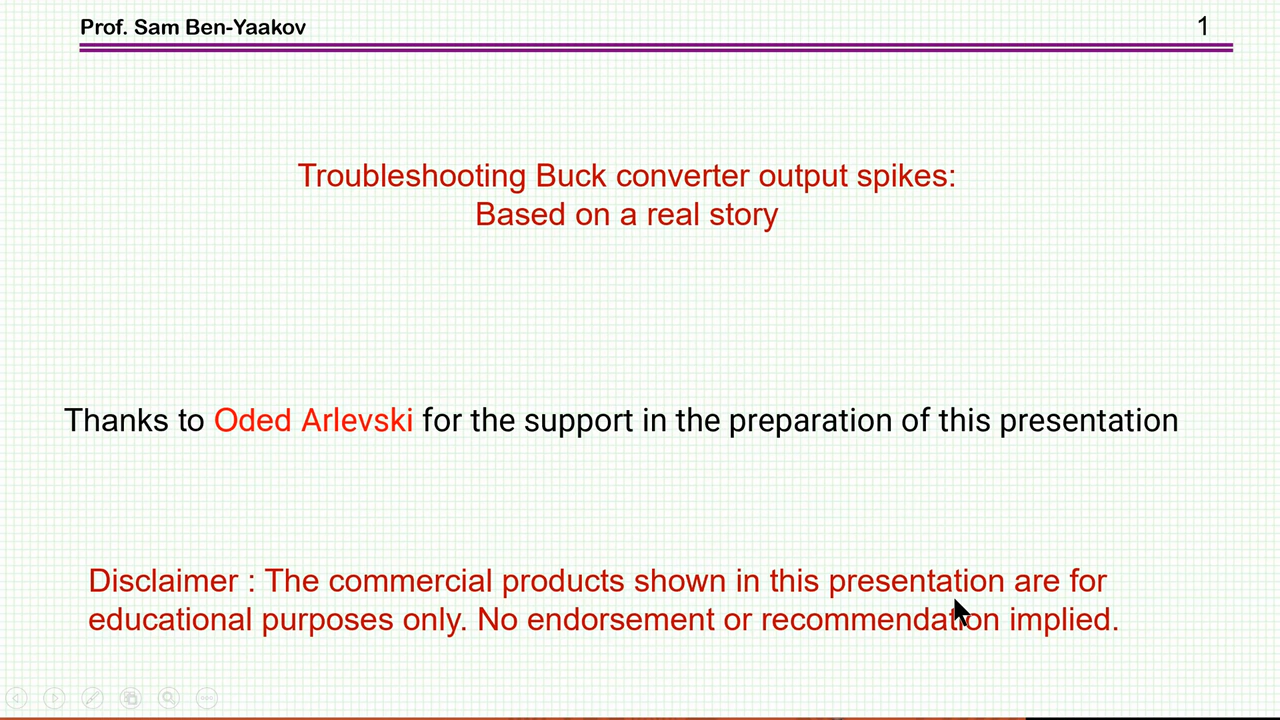 Prof. Sam Ben-Yaakov
1
Troubleshooting Buck converter output spikes:
Based on a real story
Thanks to Oded Arlevski for the support in the preparation of this presentation
Disclaimer : The commercial products shown in this presentation are for
educational purposes only. No endorsement or recommendation implied.